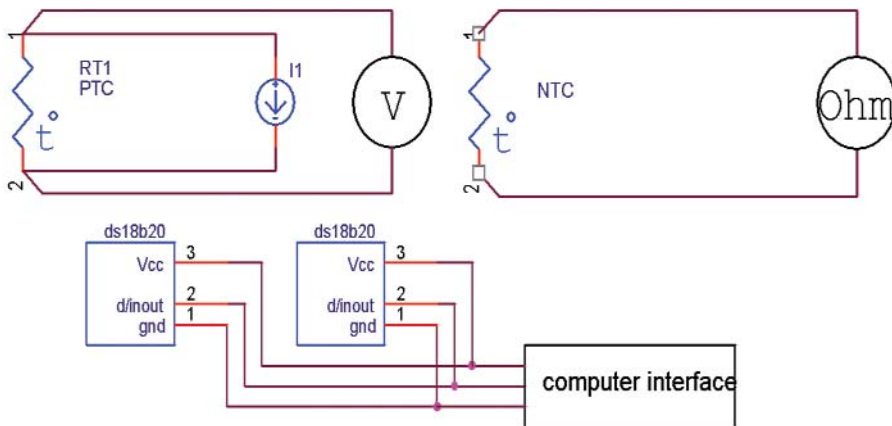 1
RT1
PTC
t°
2
I1
V
1
NTC
t°
2
Ohm
ds18b20
Vcc
3
d/inout
2
gnd
1
ds18b20
Vcc
3
d/inout
2
gnd
1
computer interface